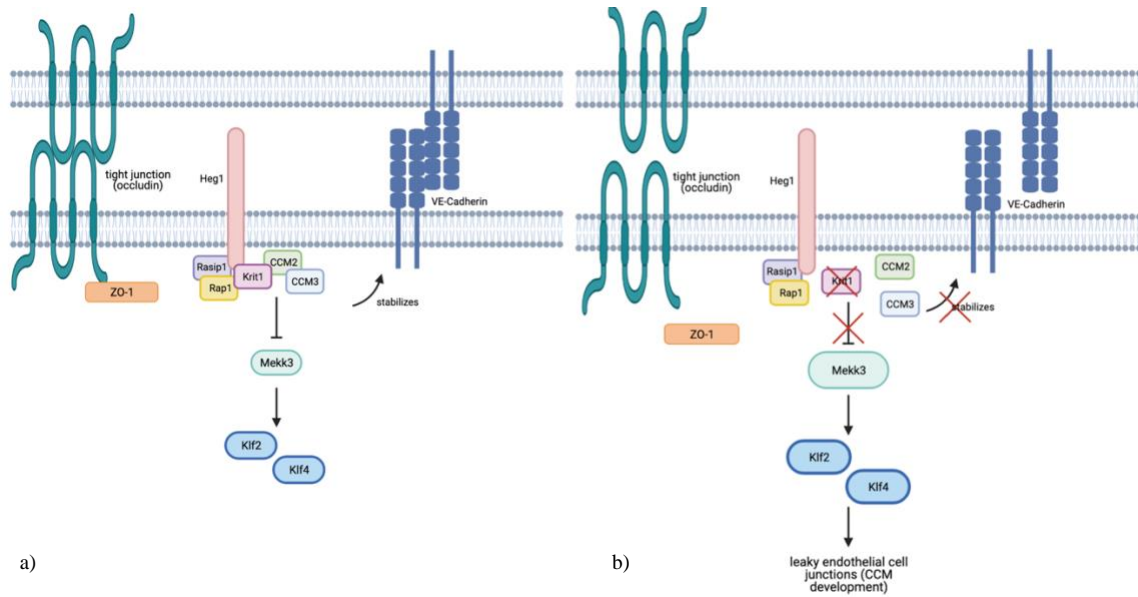 tight junction
(occludin)
Heg1
VE-Cadherin
Rasip1
CCM2
Krit1
CCM3
Rap1
ZO-1
stabilizes
Mekk3
Klf2
Klf4
a)
tight junction
(occludin)
Heg1
VE-Cadherin
Rasip1
CCM2
Krit1
Rap1
CCM3
stabilizes
ZO-1
Mekk3
Klf2
Klf4
b)
leaky endothelial cell
junctions (CCM
development)